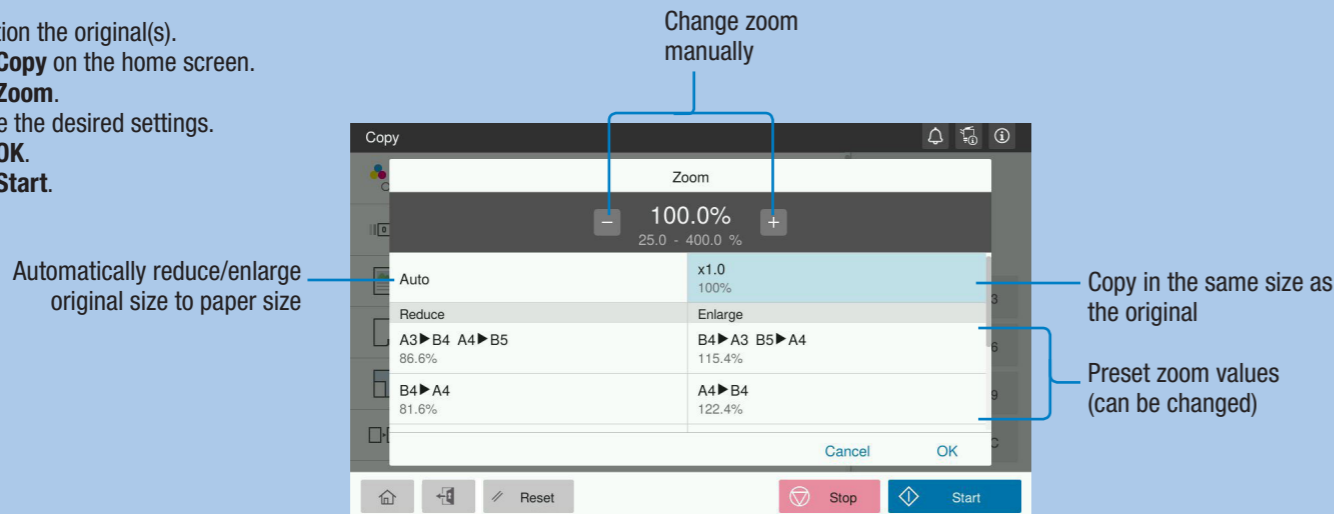 tion the original(s).
Copy on the home screen.
Zoom.
e the desired settings.
OK.
Start.
Change zoom
manually
Automatically reduce/enlarge
original size to paper size
Copy
Zoom
− 100.0% +
25.0 - 400.0 %
Auto
x1.0
100%
Reduce
Enlarge
A3▶B4 A4▶B5
86.6%
B4▶A3 B5▶A4
115.4%
B4▶A4
81.6%
A4▶B4
122.4%
Cancel OK
3
6
9
C
Reset Stop Start
Copy in the same size as
the original
Preset zoom values
(can be changed)